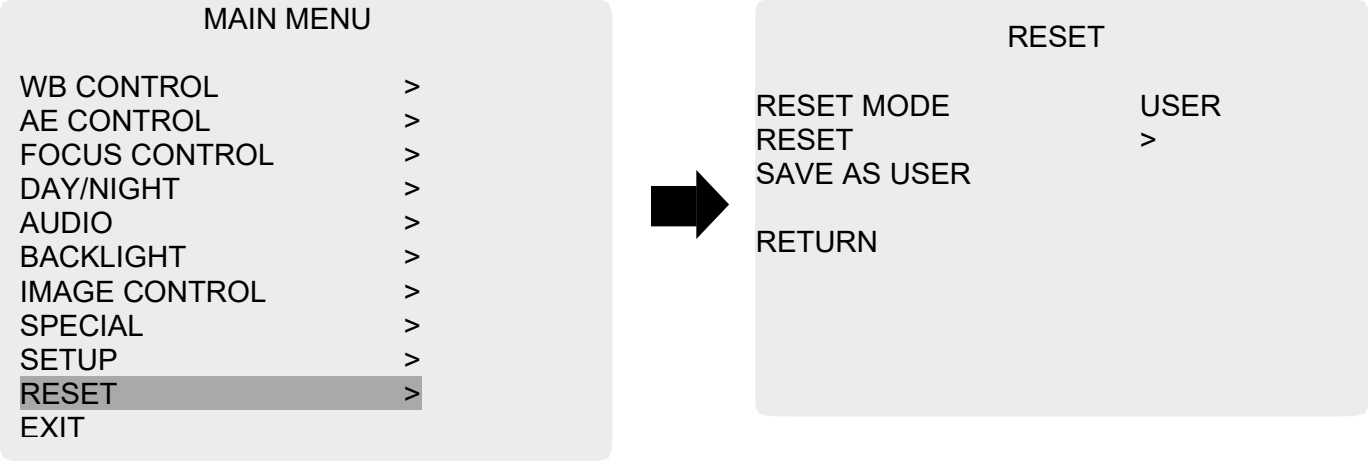 MAIN MENU
WB CONTROL >
AE CONTROL >
FOCUS CONTROL >
DAY/NIGHT >
AUDIO >
BACKLIGHT >
IMAGE CONTROL >
SPECIAL >
SETUP >
RESET >
EXIT
RESET
RESET MODE USER
RESET >
SAVE AS USER
RETURN